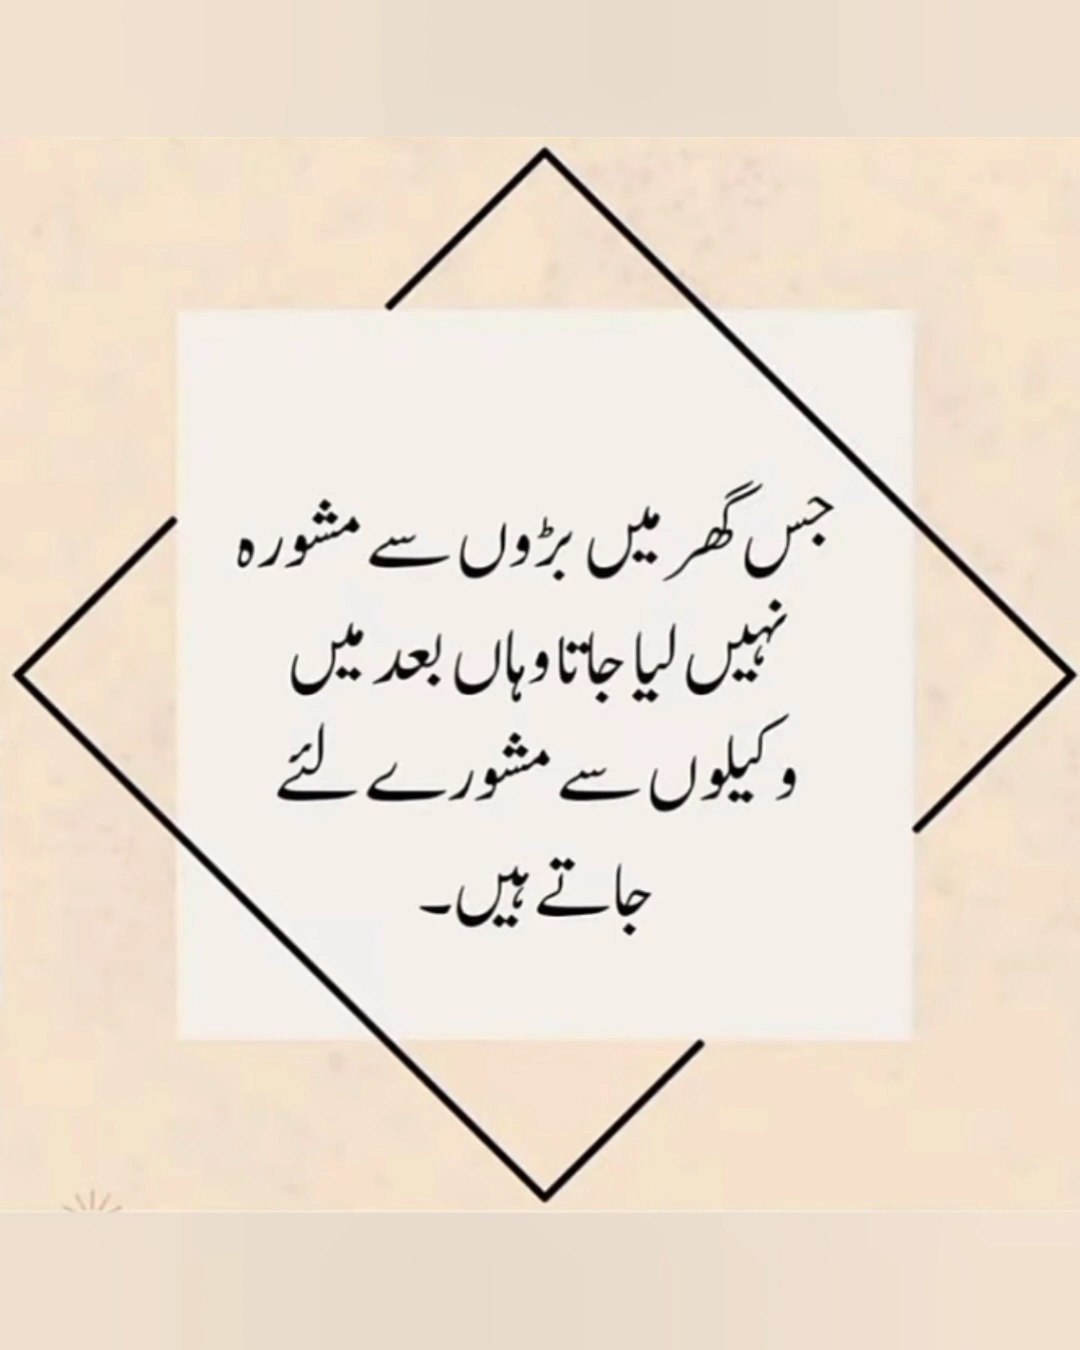 جس گھر میں بڑوں سے مشورہ
نہیں لیا جاتا وہاں بعد میں
وکیلوں سے مشورے لئے
جاتے ہیں۔